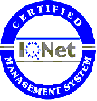 CERTIFIED
IQNet
MANAGEMENT SYSTEM